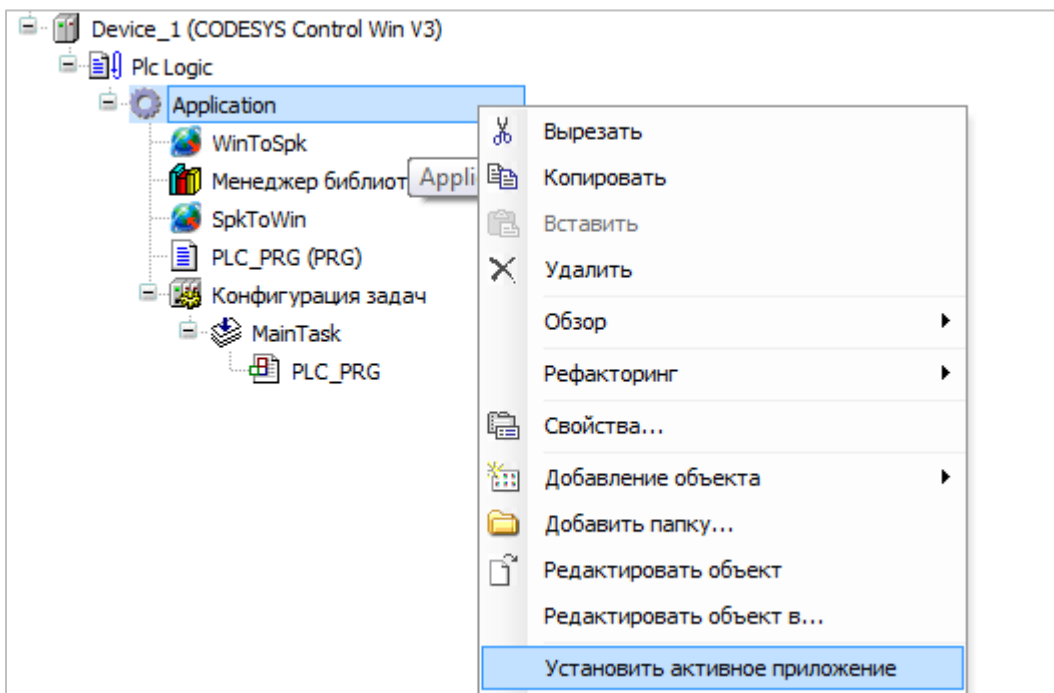 Device_1 (CODESYS Control Win V3)
Plc Logic
Application
WinToSpk
Менеджер библиот
Appli
SpkToWin
PLC_PRG (PRG)
Конфигурация задач
MainTask
PLC_PRG
Вырезать
Копировать
Вставить
Удалить
Обзор
Рефакторинг
Свойства...
Добавление объекта
Добавить папку...
Редактировать объект
Редактировать объект в...
Установить активное приложение